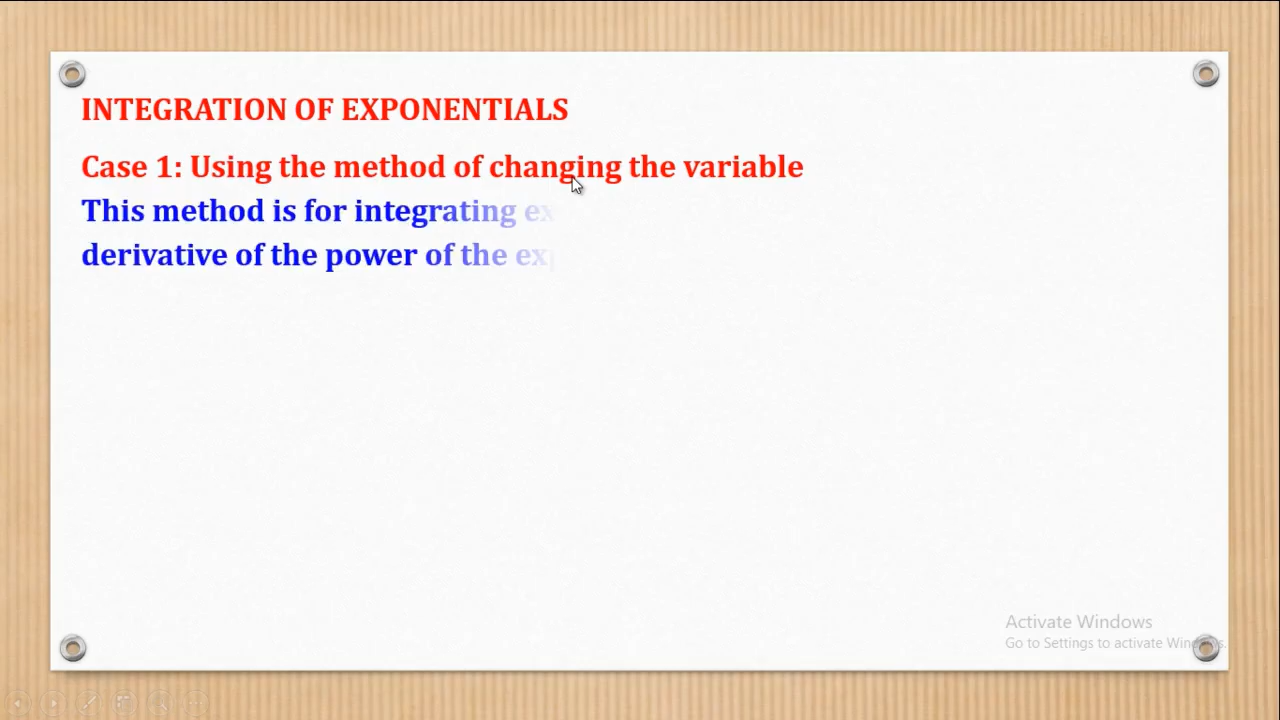 INTEGRATION OF EXPONENTIALS
Case 1: Using the method of changing the variable
This method is for integrating
derivative of the power of the
Activate Windows
Go to Settings to activate Windows.